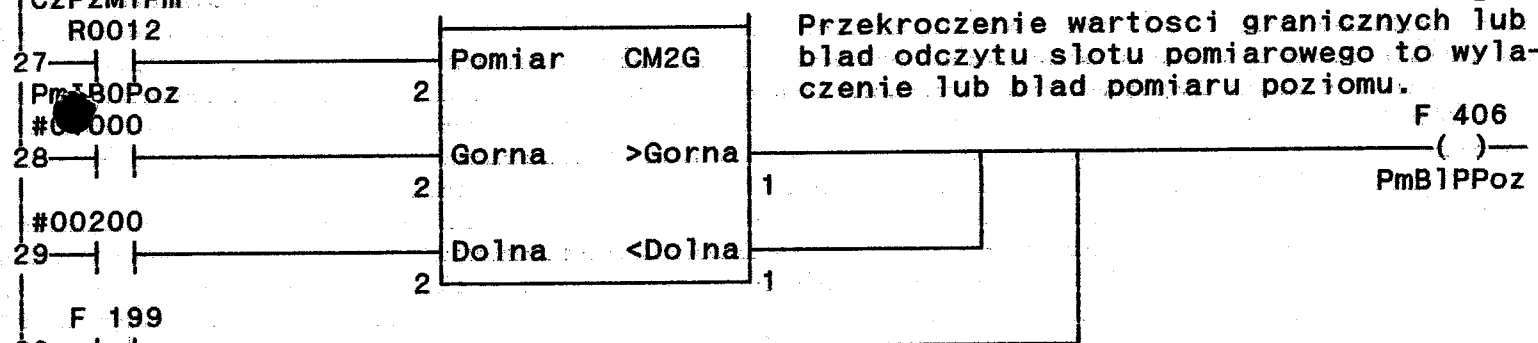 R0012
Przekroczenie wartosci granicznych lub
27 Pomiar CM2G blad odczytu slotu pomiarowego to wyla-
2 czenie lub blad pomiaru poziomu.
F 406
28 Gorna >Gorna ( )
2 1 PmBlPPoz
#00200
29 Dolna <Dolna
2 1
F 199